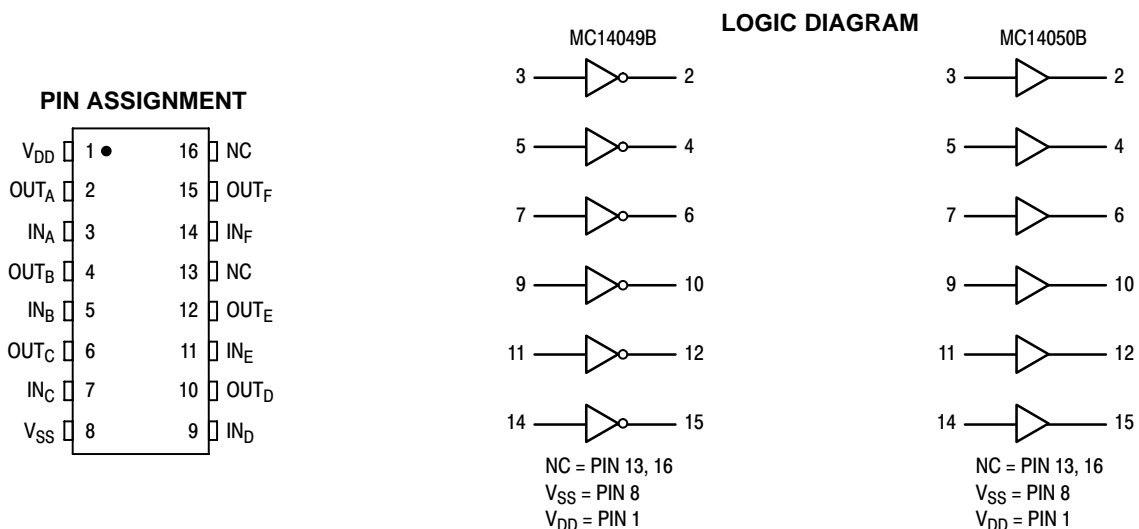 LOGIC DIAGRAM
PIN ASSIGNMENT
VDD 1 16 NC
OUTA 2 15 OUTF
INA 3 14 INF
OUTB 4 13 NC
INB 5 12 OUTE
OUTC 6 11 INE
INC 7 10 OUTD
VSS 8 9 IND
MC14049B
3 2
5 4
7 6
9 10
11 12
14 15
NC = PIN 13, 16
VSS = PIN 8
VDD = PIN 1
MC14050B
3 2
5 4
7 6
9 10
11 12
14 15
NC = PIN 13, 16
VSS = PIN 8
VDD = PIN 1